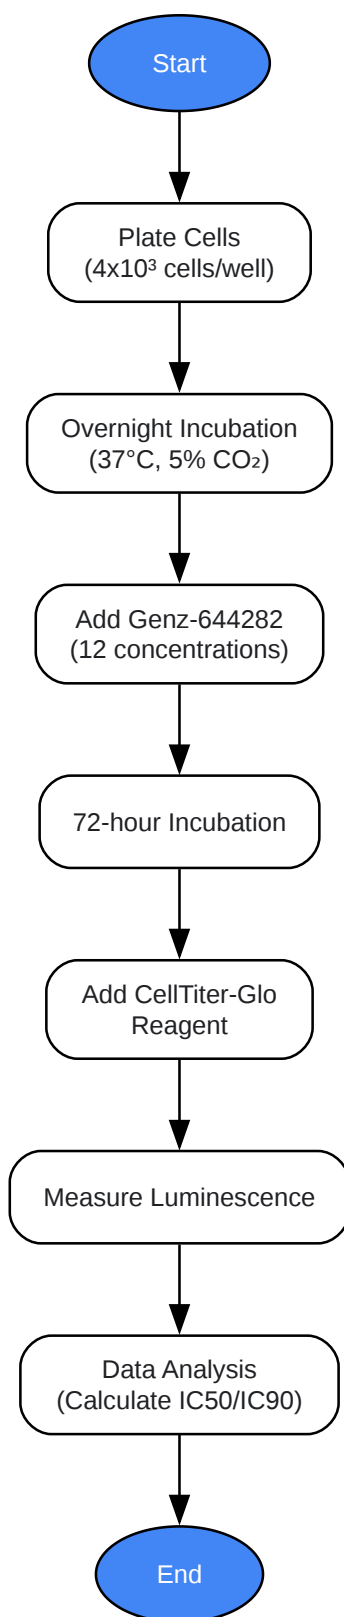 Start
Plate Cells
(4x10³ cells/well)
Overnight Incubation
(37°C, 5% CO₂)
Add Genz-644282
(12 concentrations)
72-hour Incubation
Add CellTiter-Glo
Reagent
Measure Luminescence
Data Analysis
(Calculate IC50/IC90)
End